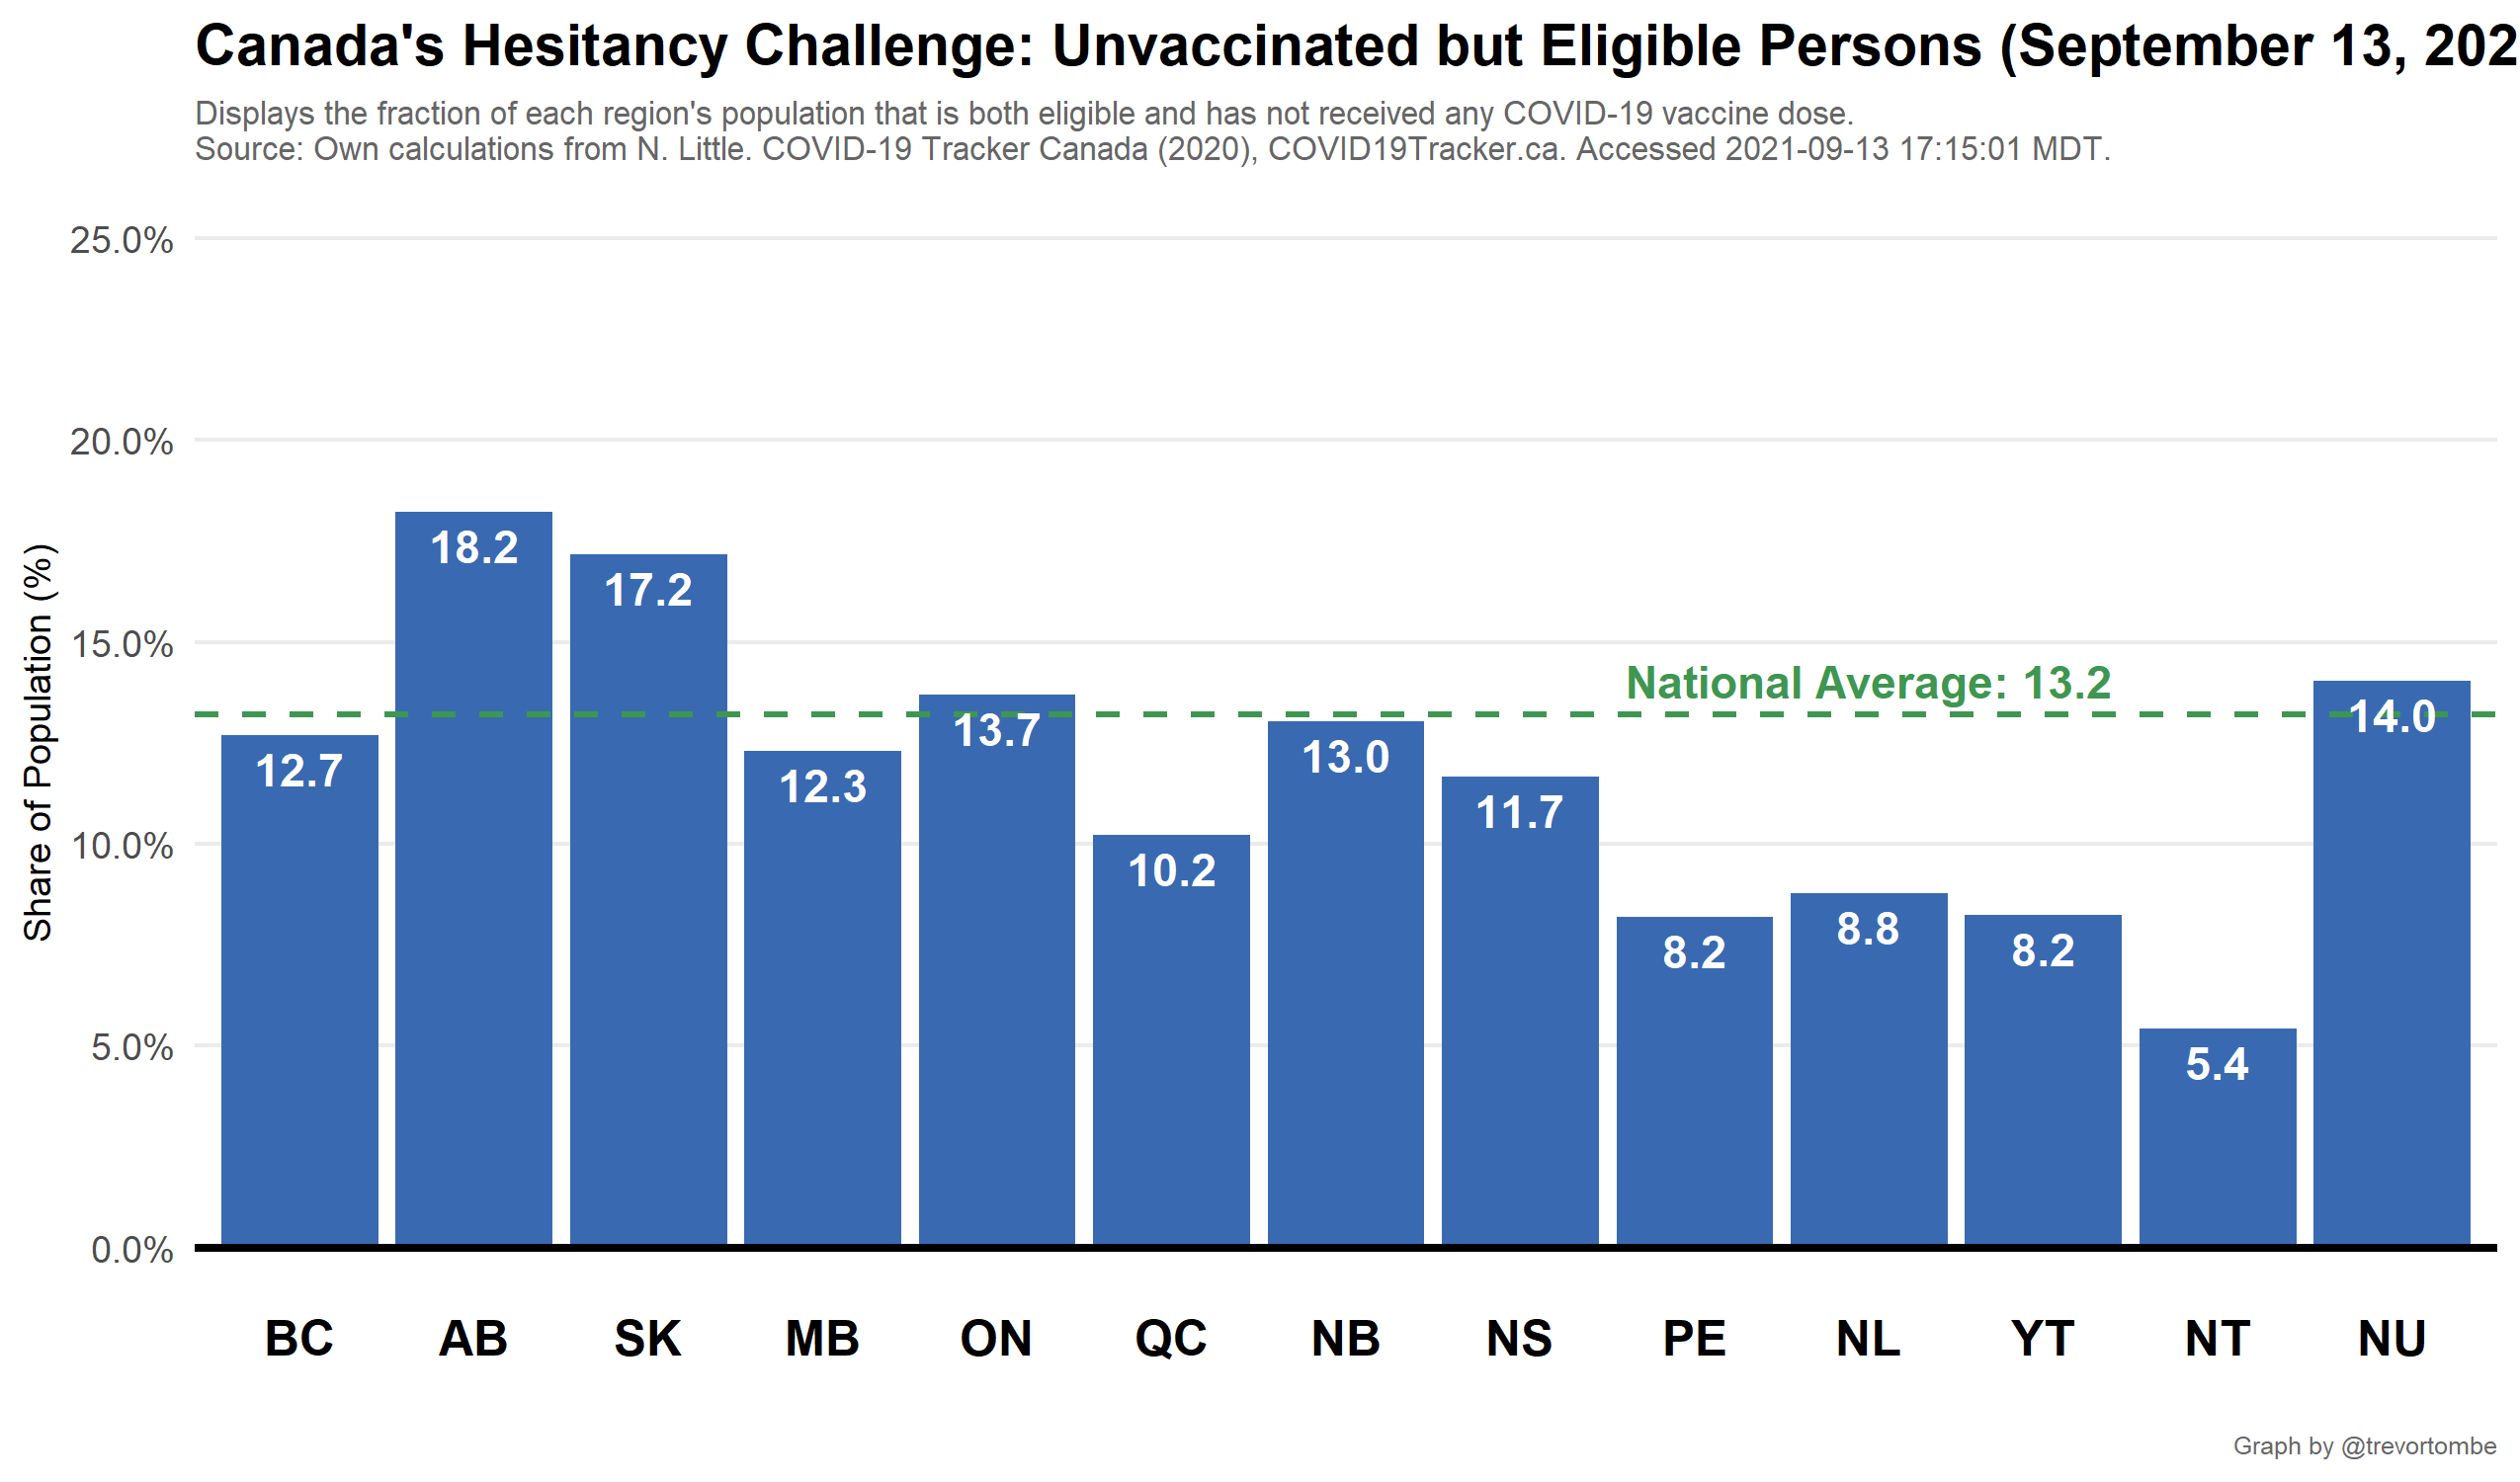 Canada's Hesitancy Challenge: Unvaccinated but Eligible Persons (September 13, 202
Displays the fraction of each region's population that is both eligible and has not received any COVID-19 vaccine dose.
Source: Own calculations from N. Little. COVID-19 Tracker Canada (2020), COVID19Tracker.ca. Accessed 2021-09-13 17:15:01 MDT.
Share of Population (%)
25.0%
20.0%
15.0%
10.0%
5.0%
0.0%
National Average: 13.2
12.7
18.2
17.2
12.3
13.7
10.2
13.0
11.7
8.2
8.8
8.2
5.4
14.0
BC AB SK MB ON QC NB NS PE NL YT NT NU
Graph by @trevortombe